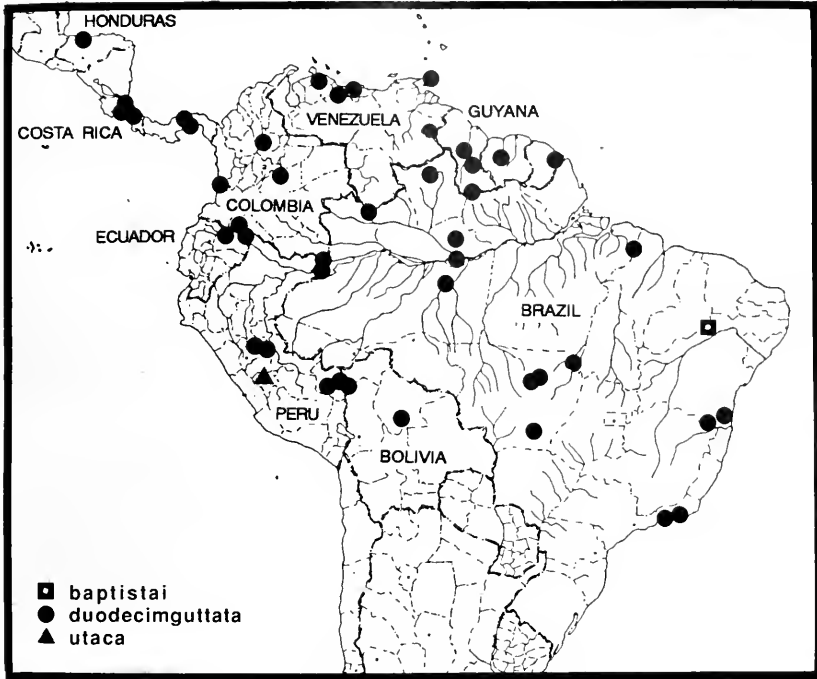 HONDURAS
COSTA RICA
VENEZUELA
GUYANA
COLOMBIA
ECUADOR
BRAZIL
PERU
BOLIVIA
baptistai
duodecimguttata
utaca